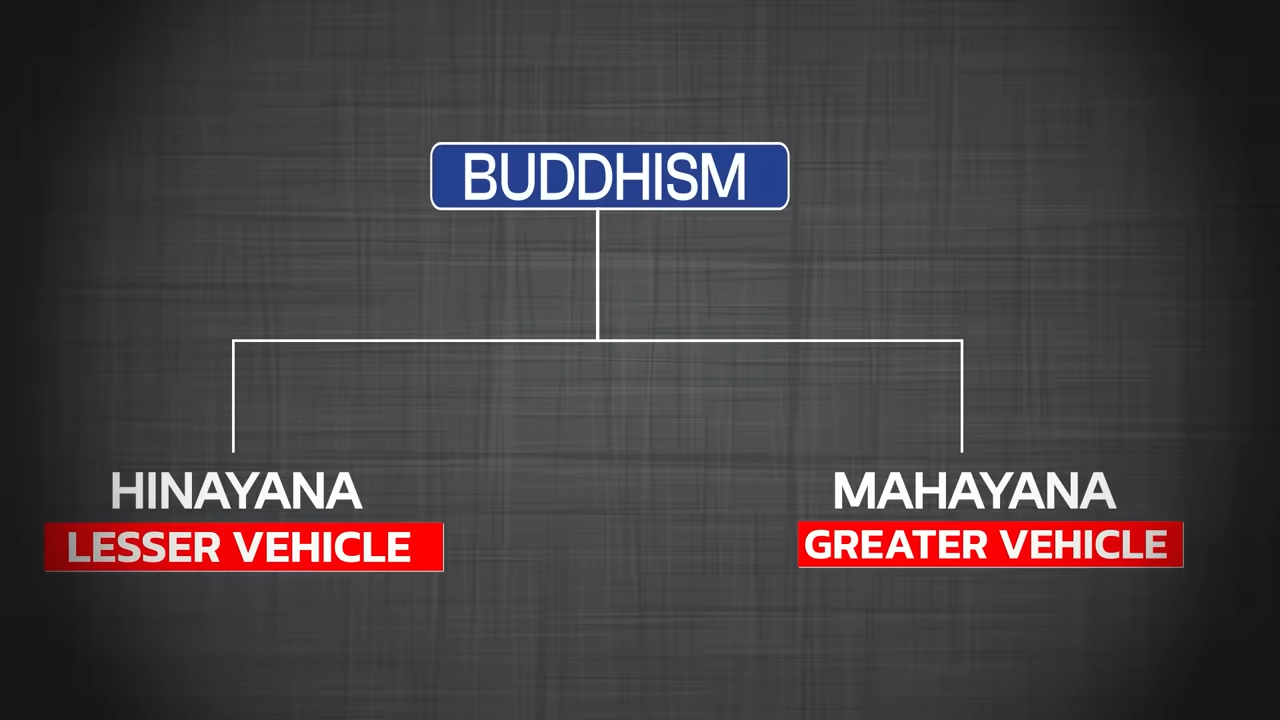 BUDDHISM
HINAYANA
LESSER VEHICLE
MAHAYANA
GREATER VEHICLE